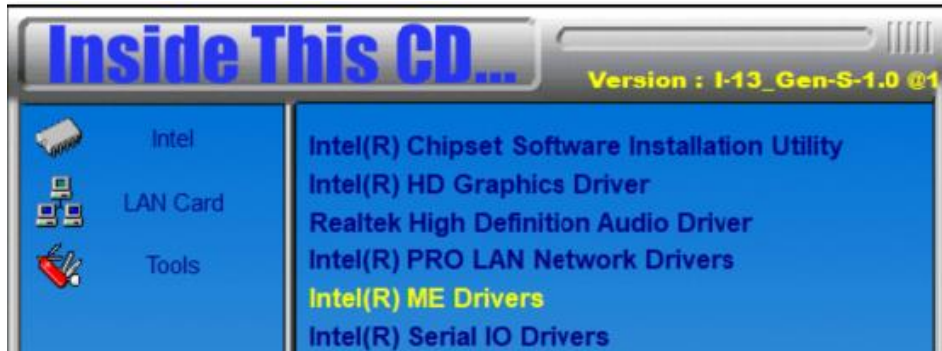 Inside This CD...
Version : I-13_Gen-S-1.0 @1
Intel
LAN Card
Tools
Intel(R) Chipset Software Installation Utility
Intel(R) HD Graphics Driver
Realtek High Definition Audio Driver
Intel(R) PRO LAN Network Drivers
Intel(R) ME Drivers
Intel(R) Serial IO Drivers